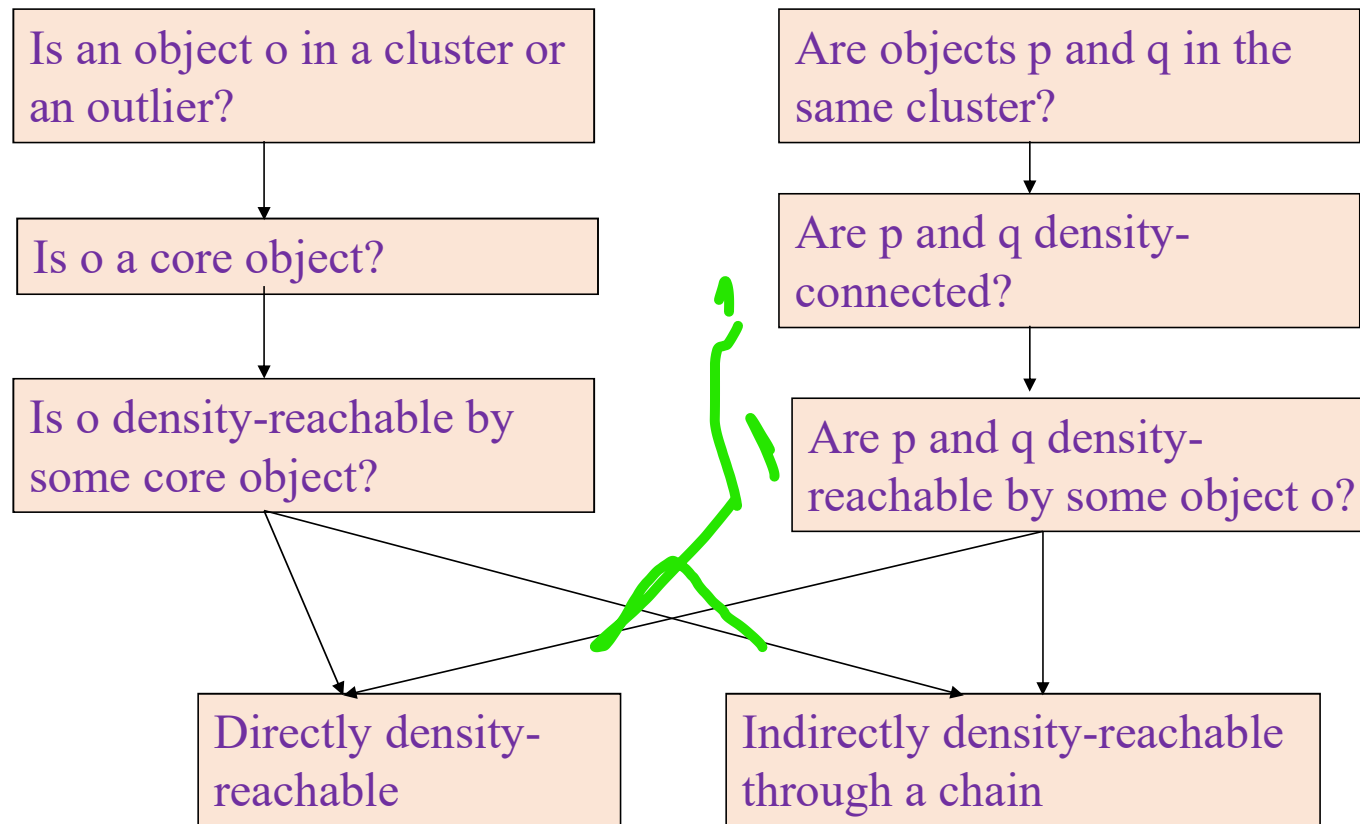 Is an object o in a cluster or
an outlier?
Are objects p and q in the
same cluster?
Is o a core object?
Are p and q density-
connected?
Is o density-reachable by
some core object?
Are p and q density-
reachable by some object o?
Directly density-
reachable
Indirectly density-reachable
through a chain